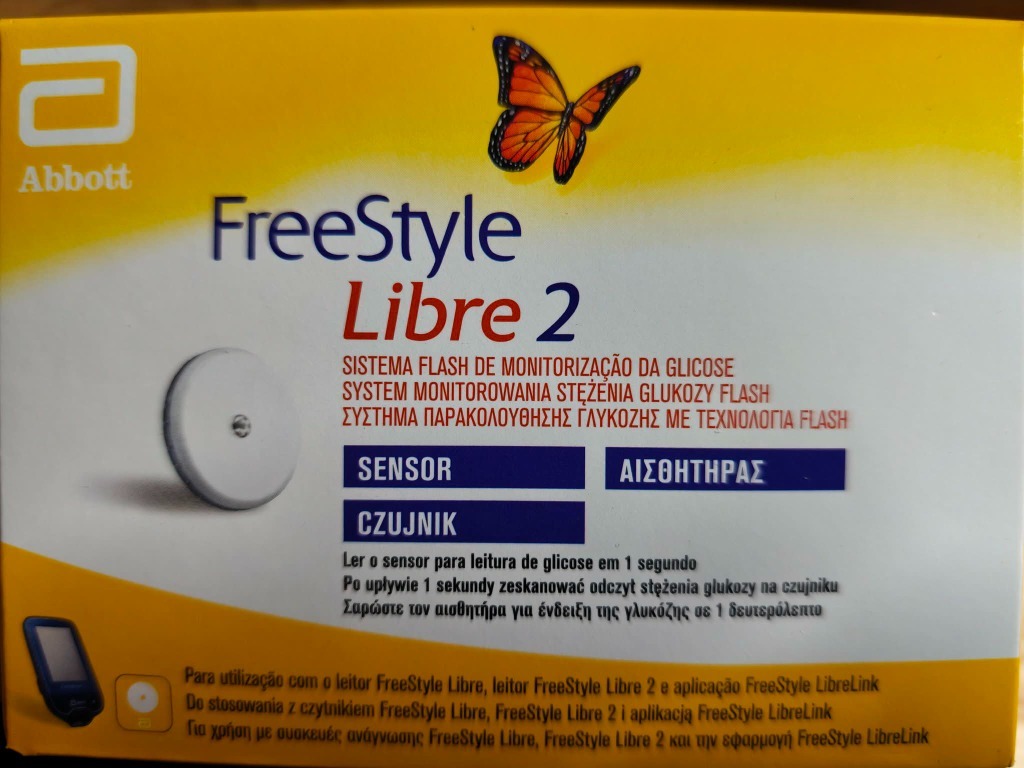 Abbott
FreeStyle
Libre 2
SISTEMA FLASH DE MONITORIZAÇÃO DA GLICOSE
SYSTEM MONITOROWANIA STĘŻENIA GLUKOZY FLASH
ΣΥΣΤΗΜΑ ΠΑΡΑΚΟΛΟΥΘΗΣΗΣ ΓΛΥΚΟΖΗΣ ΜΕ ΤΕΧΝΟΛΟΓΙΑ FLASH
SENSOR
ΑΙΣΘΗΤΗΡΑΣ
CZUJNIK
Ler o sensor para leitura de glicose em 1 segundo
Po upływie 1 sekundy zeskanować odczyt stężenia glukozy na czujniku
Σαρώστε τον αισθητήρα για ένδειξη της γλυκόζης σε 1 δευτερόλεπτο
Para utilização com o leitor FreeStyle Libre, leitor FreeStyle Libre 2 e aplicação FreeStyle LibreLink
Do stosowania z czytnikiem FreeStyle Libre, FreeStyle Libre 2 i aplikacją FreeStyle LibreLink
Για χρήση με συσκευές ανάγνωσης FreeStyle Libre, FreeStyle Libre 2 και την εφαρμογή FreeStyle LibreLink